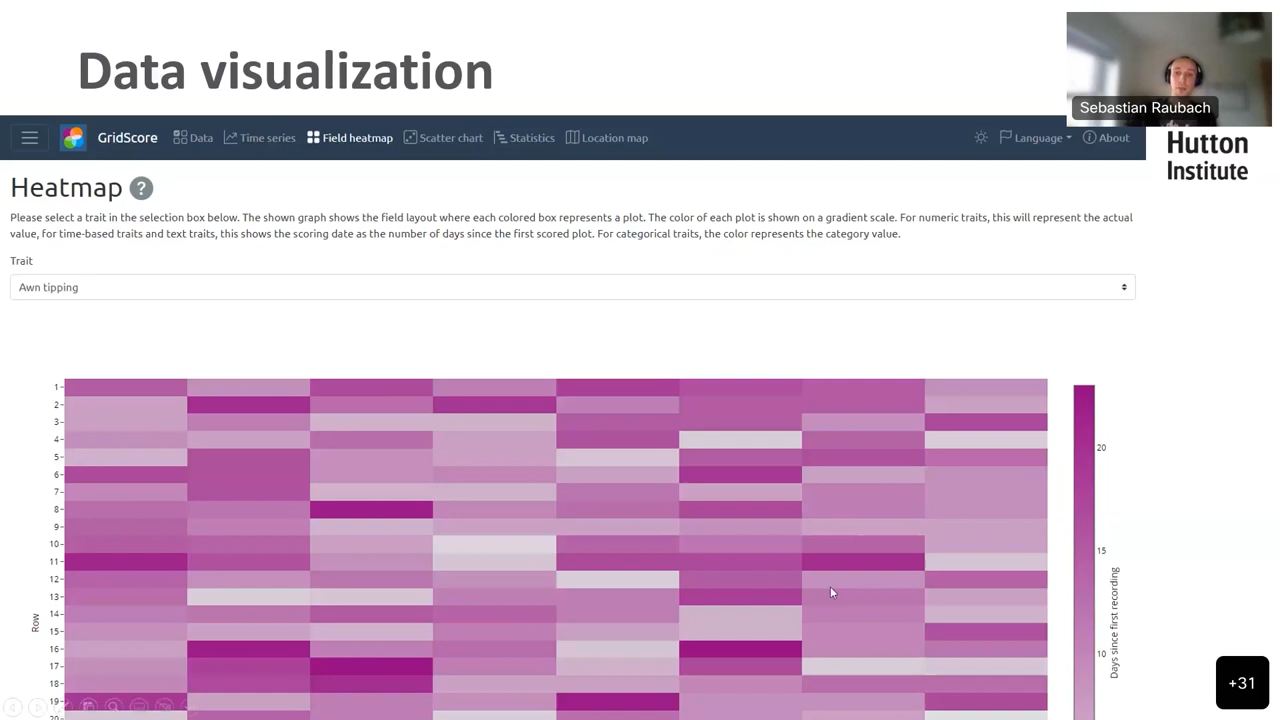 Data visualization
Sebastian Raubach
Hutton
Institute
GridScore
Data
Time series
Field heatmap
Scatter chart
Statistics
Location map
Language
About
Heatmap ?
Please select a trait in the selection box below. The shown graph shows the field layout where each colored box represents a plot. The color of each plot is shown on a gradient scale. For numeric traits, this will represent the actual
value, for time-based traits and text traits, this shows the scoring date as the number of days since the first scored plot. For categorical traits, the color represents the category value.
Trait
Awn tipping
Row
1
2
3
4
5
6
7
8
9
10
11
12
13
14
15
16
17
18
19
20
20
15
10
Days since first recording
+31